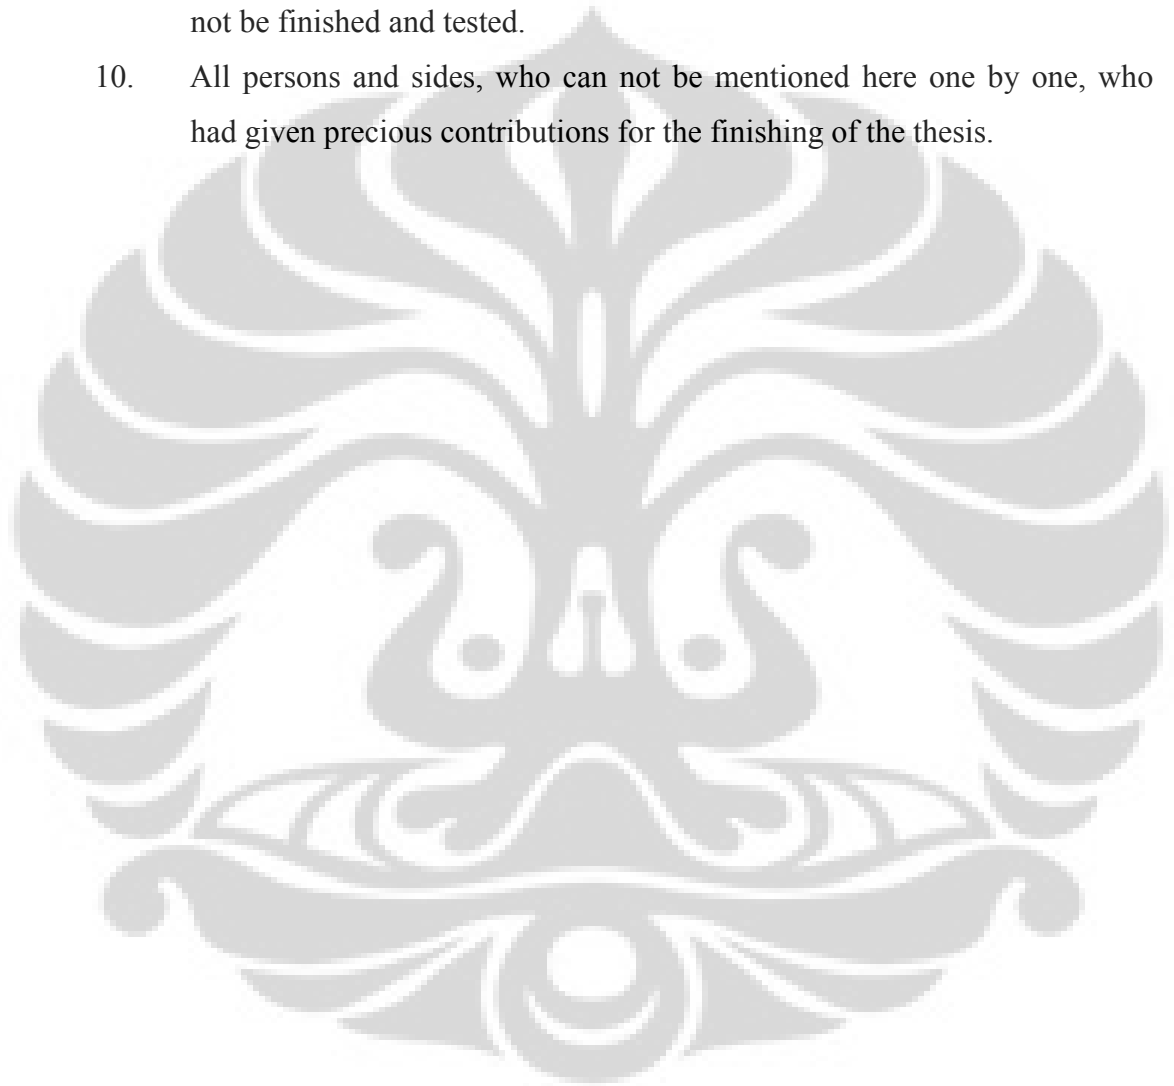 not be finished and tested.
10. All persons and sides, who can not be mentioned here one by one, who
had given precious contributions for the finishing of the thesis.